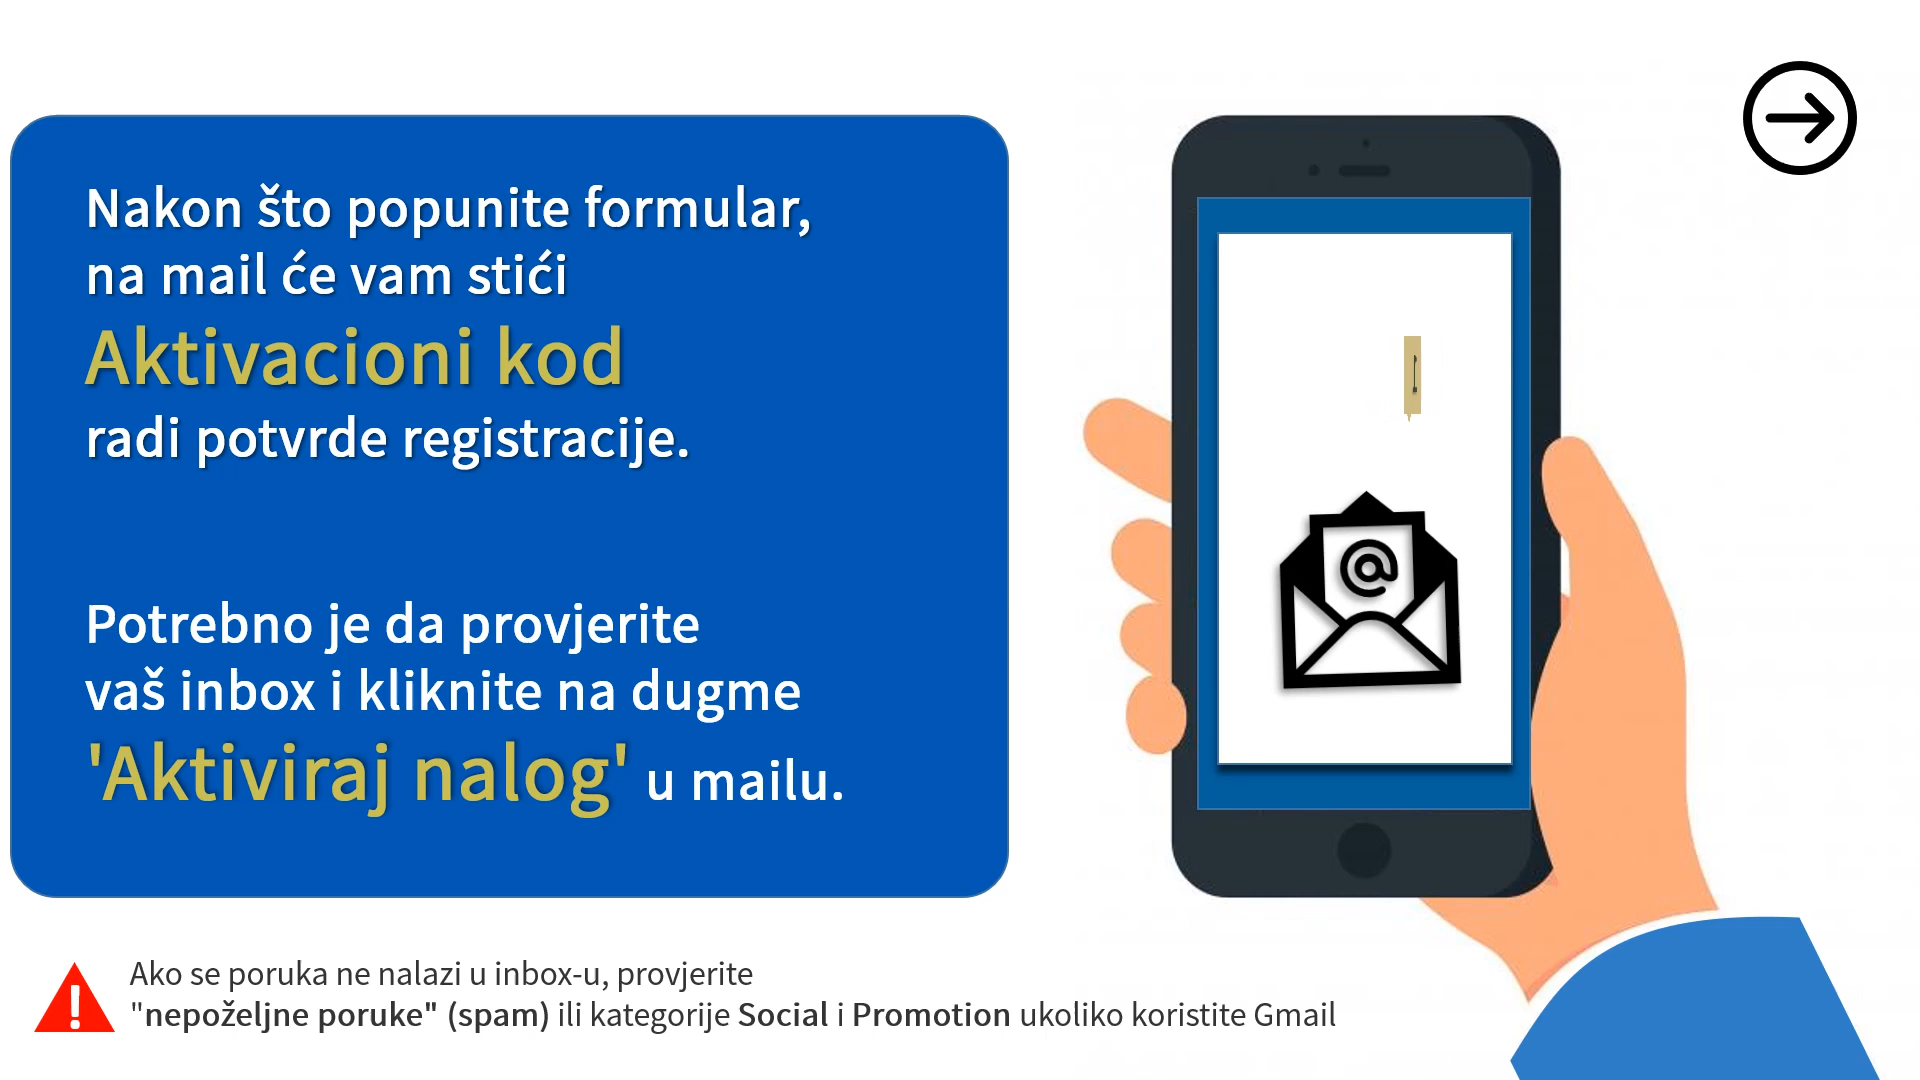 Nakon što popunite formular,
na mail će vam stići
Aktivacioni kod
radi potvrde registracije.
Potrebno je da provjerite
vaš inbox i kliknite na dugme
'Aktiviraj nalog' u mailu.
Ako se poruka ne nalazi u inbox-u, provjerite
"nepoželjne poruke" (spam) ili kategorije Social i Promotion ukoliko koristite Gmail